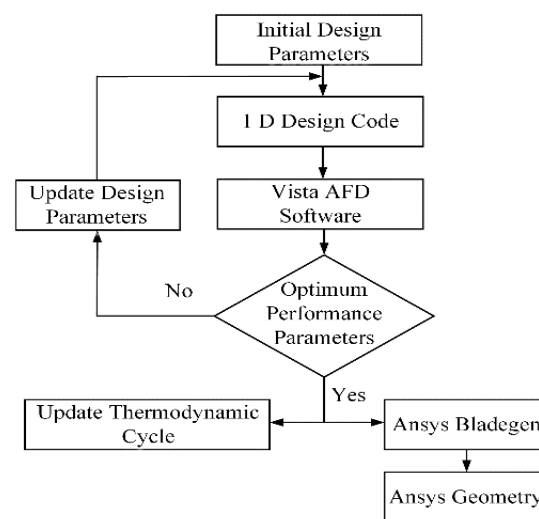 Initial Design
Parameters
1 D Design Code
Update Design
Parameters
Vista AFD
Software
No
Optimum
Performance
Parameters
Yes
Update Thermodynamic
Cycle
Ansys Bladegen
Ansys Geometry